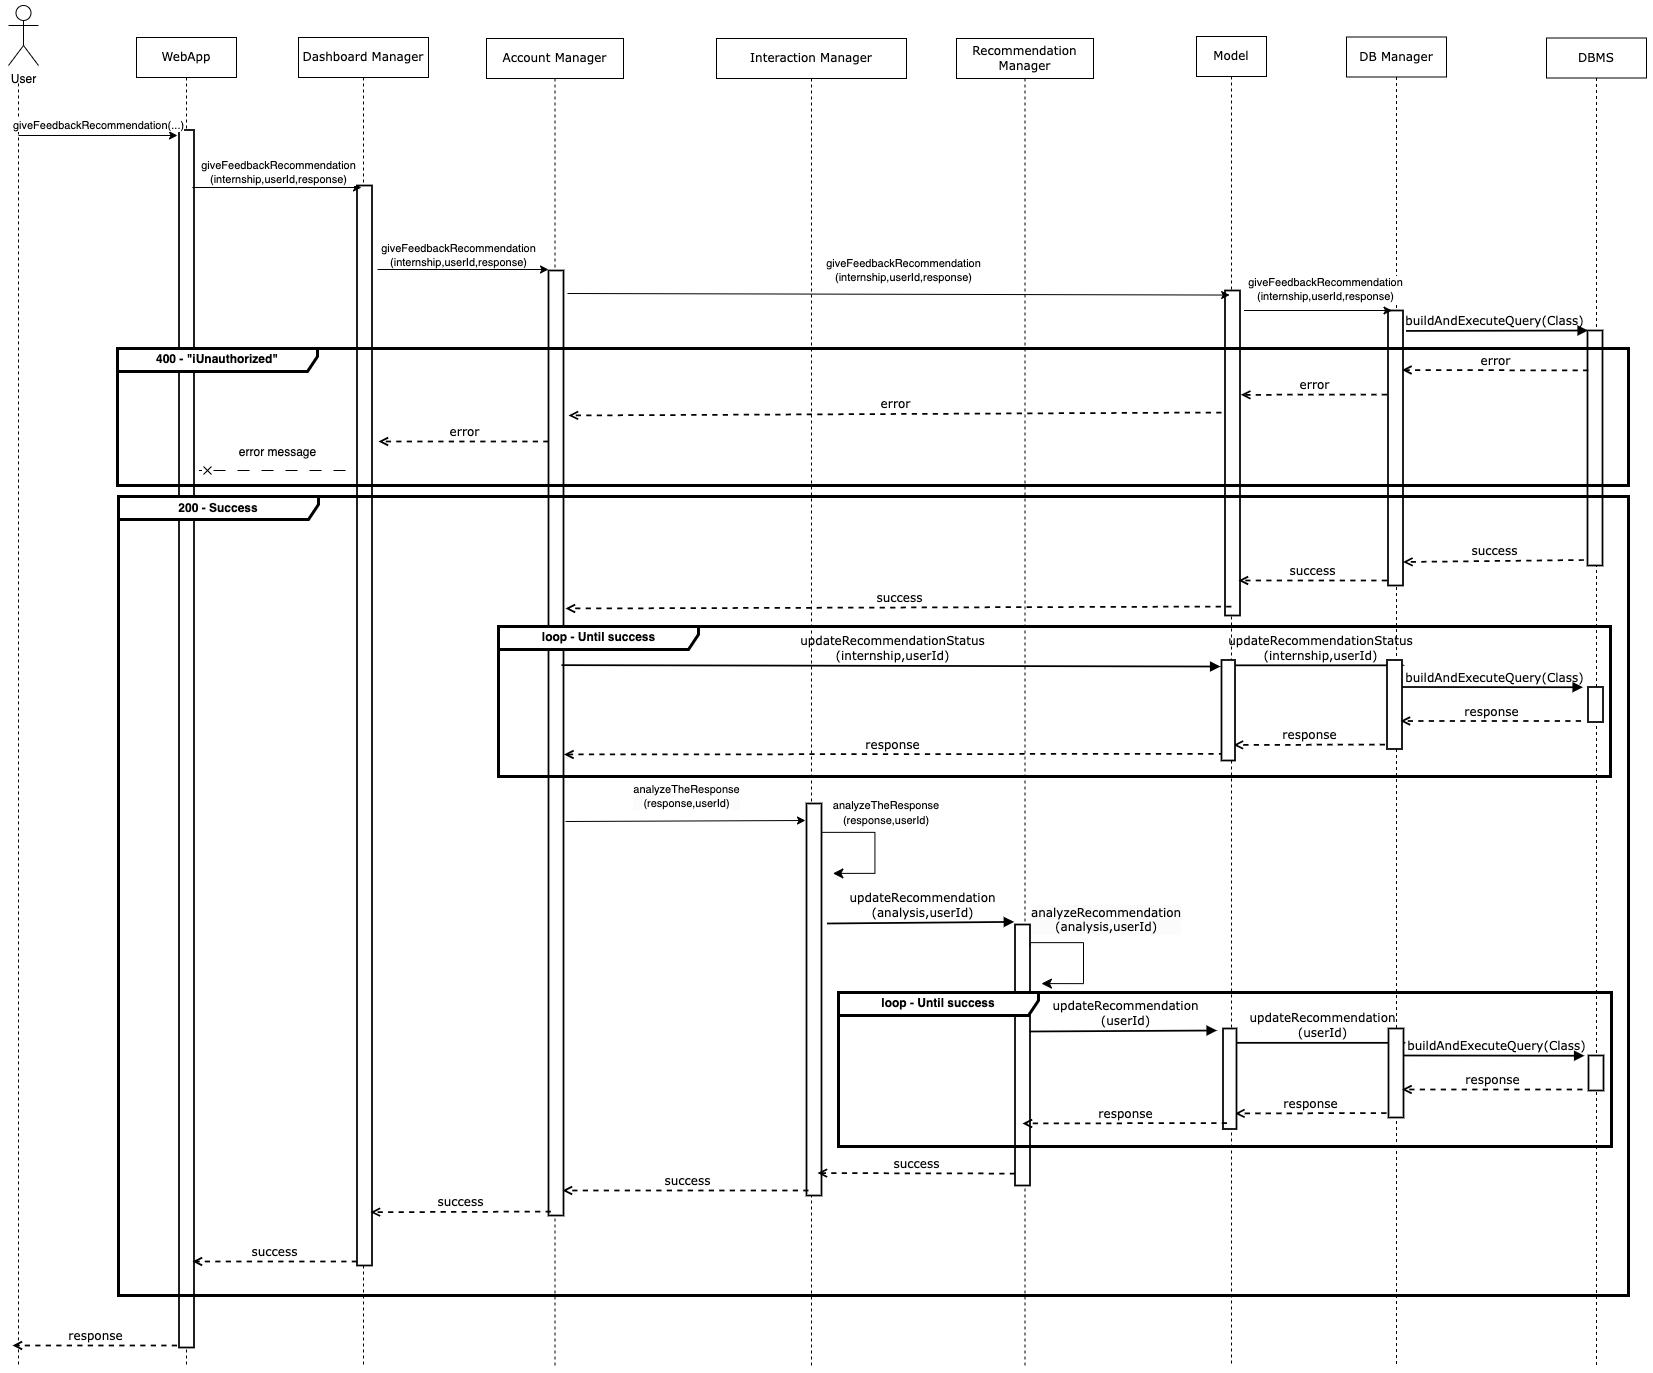 User
WebApp
Dashboard Manager
Account Manager
Interaction Manager
Recommendation
Manager
Model
DB Manager
DBMS
giveFeedbackRecommendation(...)
giveFeedbackRecommendation
(internship,userId,response)
giveFeedbackRecommendation
(internship,userId,response)
giveFeedbackRecommendation
(internship,userId,response)
giveFeedbackRecommendation
(internship,userId,response)
buildAndExecuteQuery(Class)
400 - "iUnauthorized"
error
error
error
error
error message
200 - Success
success
success
success
loop - Until success
updateRecommendationStatus
(internship,userId)
updateRecommendationStatus
(internship,userId)
buildAndExecuteQuery(Class)
response
response
response
analyzeTheResponse
(response,userId)
analyzeTheResponse
(response,userId)
updateRecommendation
(analysis,userId)
analyzeRecommendation
(analysis,userId)
loop - Until success
updateRecommendation
(userId)
updateRecommendation
(userId)
buildAndExecuteQuery(Class)
response
response
response
success
success
success
success
response